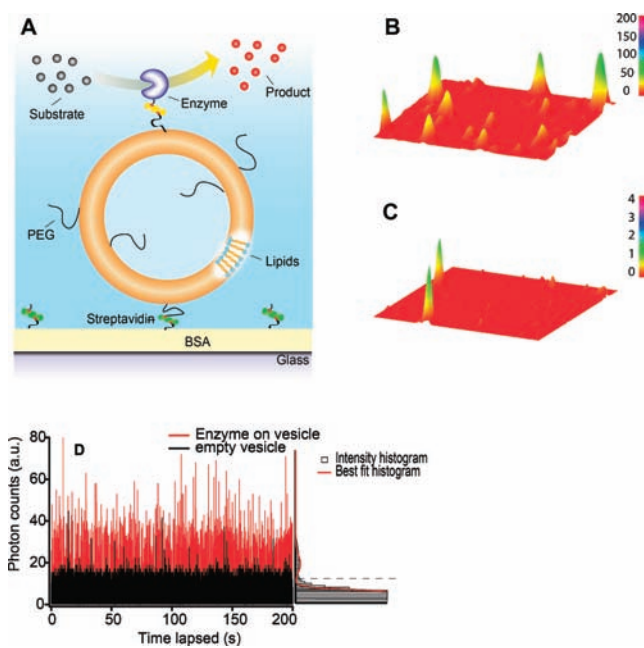 A
Substrate
Enzyme
Product
PEG
Lipids
Streptavidin
BSA
Glass
B
200
150
100
50
0
C
4
3
2
1
0
D
Enzyme on vesicle
empty vesicle
Intensity histogram
Best fit histogram
Photon counts (a.u.)
80
60
40
20
0
0 50 100 150 200
Time lapsed (s)